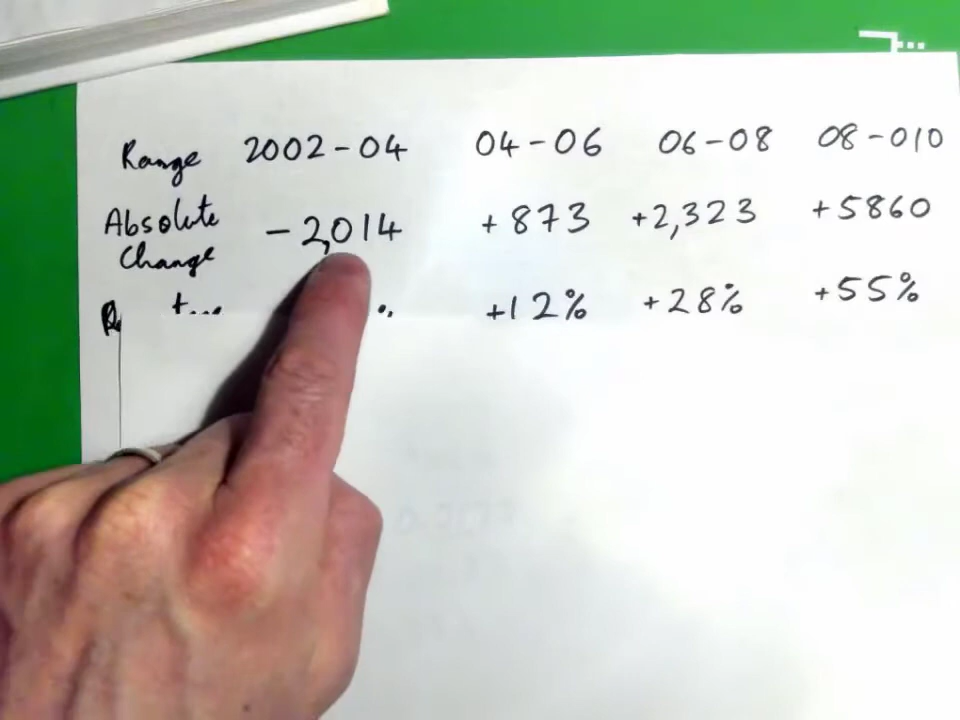 Range 2002-04 04-06 06-08 08-010
Absolute Change -2,014 +873 +2,323 +5860
+12% +28% +55%